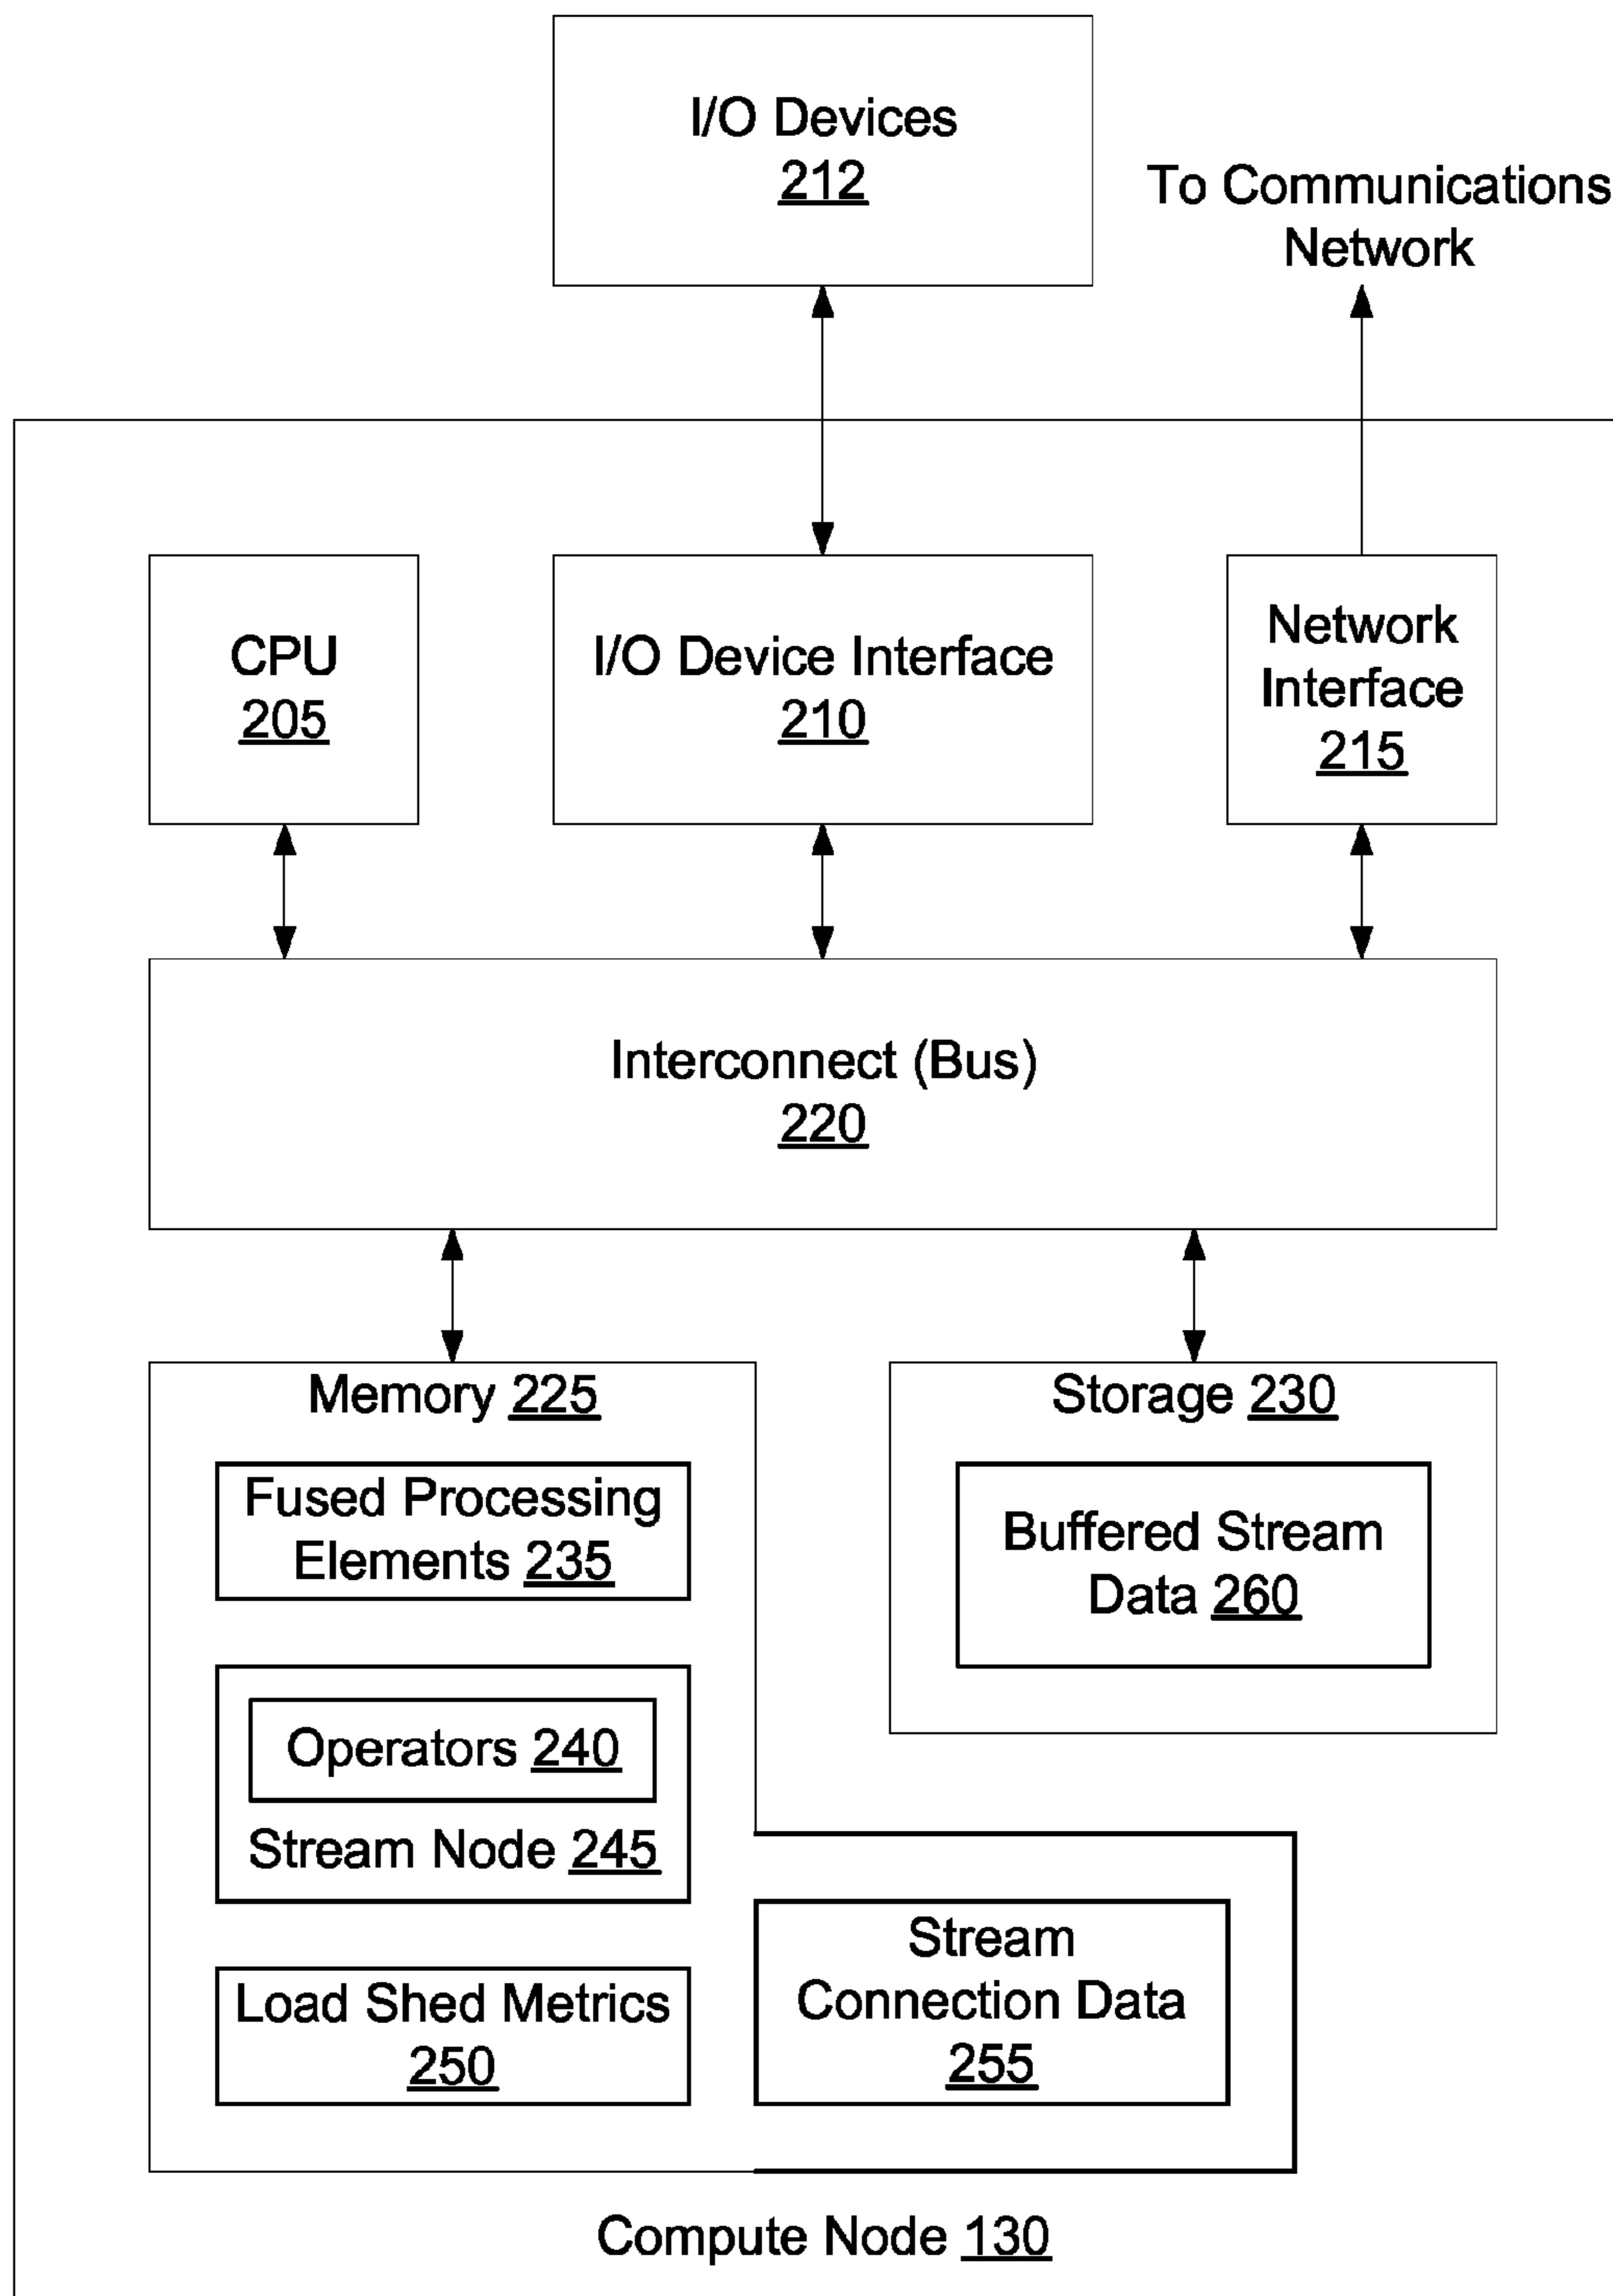 I/O Devices
212
To Communications
Network
CPU
205
I/O Device Interface
210
Network
Interface
215
Interconnect (Bus)
220
Memory 225
Storage 230
Fused Processing
Elements 235
Buffered Stream
Data 260
Operators 240
Stream Node 245
Stream
Connection Data
255
Load Shed Metrics
250
Compute Node 130